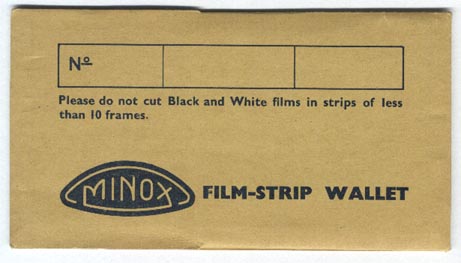 Nº
Please do not cut Black and White films in strips of less
than 10 frames.
MINOX FILM-STRIP WALLET